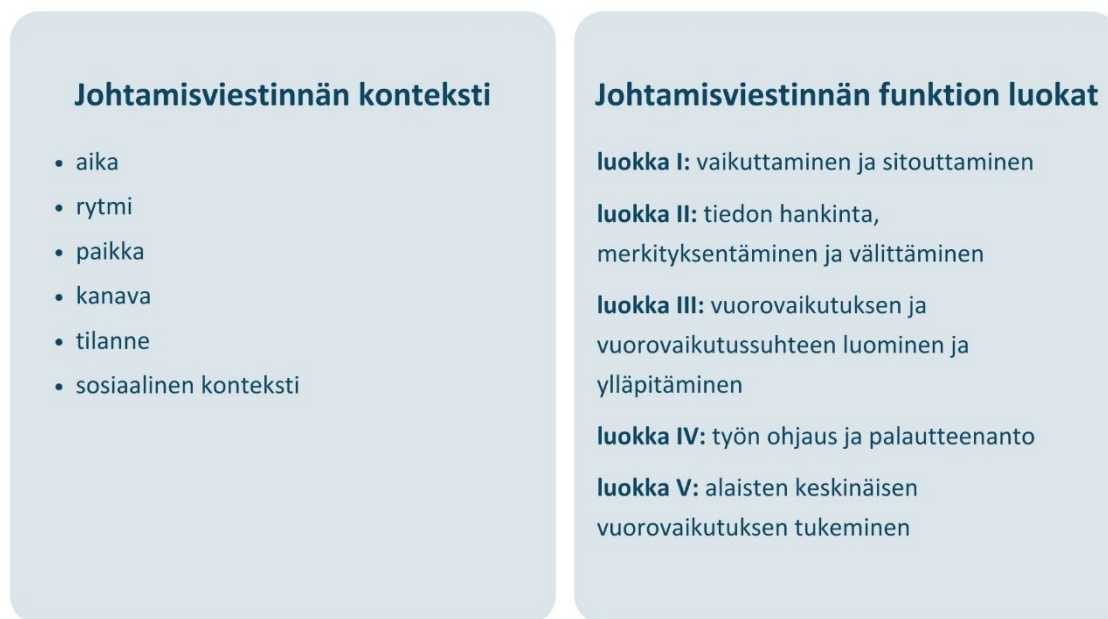 Johtamisviestinnän konteksti
• aika
• rytmi
• paikka
• kanava
• tilanne
• sosiaalinen konteksti
Johtamisviestinnän funktion luokat
luokka I: vaikuttaminen ja sitouttaminen
luokka II: tiedon hankinta,
merkityksentäminen ja välittäminen
luokka III: vuorovaikutuksen ja
vuorovaikutussuhteen luominen ja
ylläpitäminen
luokka IV: työn ohjaus ja palautteenanto
luokka V: alaisten keskinäisen
vuorovaikutuksen tukeminen